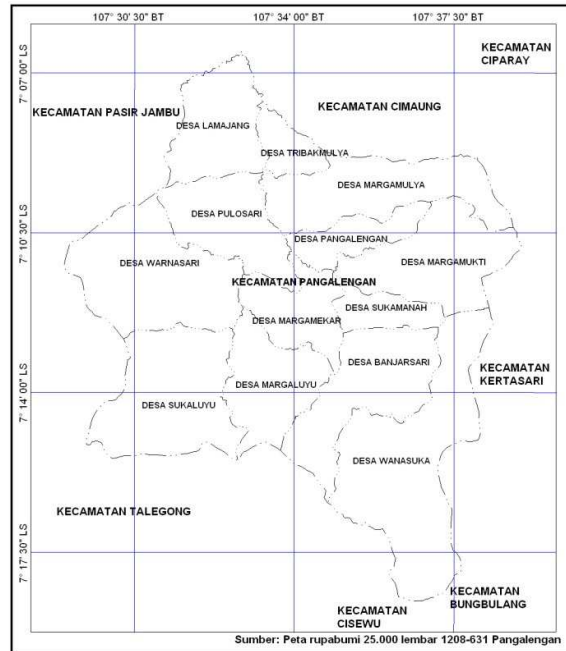 107° 30' 30" BT
107° 34' 00" BT
107° 37' 30" BT
7° 07' 00" LS
7° 10' 30" LS
7° 14' 00" LS
7° 17' 30" LS
KECAMATAN
CIPARAY
KECAMATAN PASIR JAMBU
KECAMATAN CIMAUNG
DESA LAMAJANG
DESA TRIBAKMULYA
DESA MARGAMULYA
DESA PULOSARI
DESA PANGALENGAN
DESA WARNASARI
DESA MARGAMUKTI
KECAMATAN PANGALENGAN
DESA SUKAMANAH
DESA MARGAMEKAR
DESA BANJARSARI
KECAMATAN
KERTASARI
DESA MARGALUYU
DESA SUKALUYU
DESA WANASUKA
KECAMATAN TALEGONG
KECAMATAN
BUNGBULANG
KECAMATAN
CISEWU
Sumber: Peta rupabumi 25.000 lembar 1208-631 Pangalengan